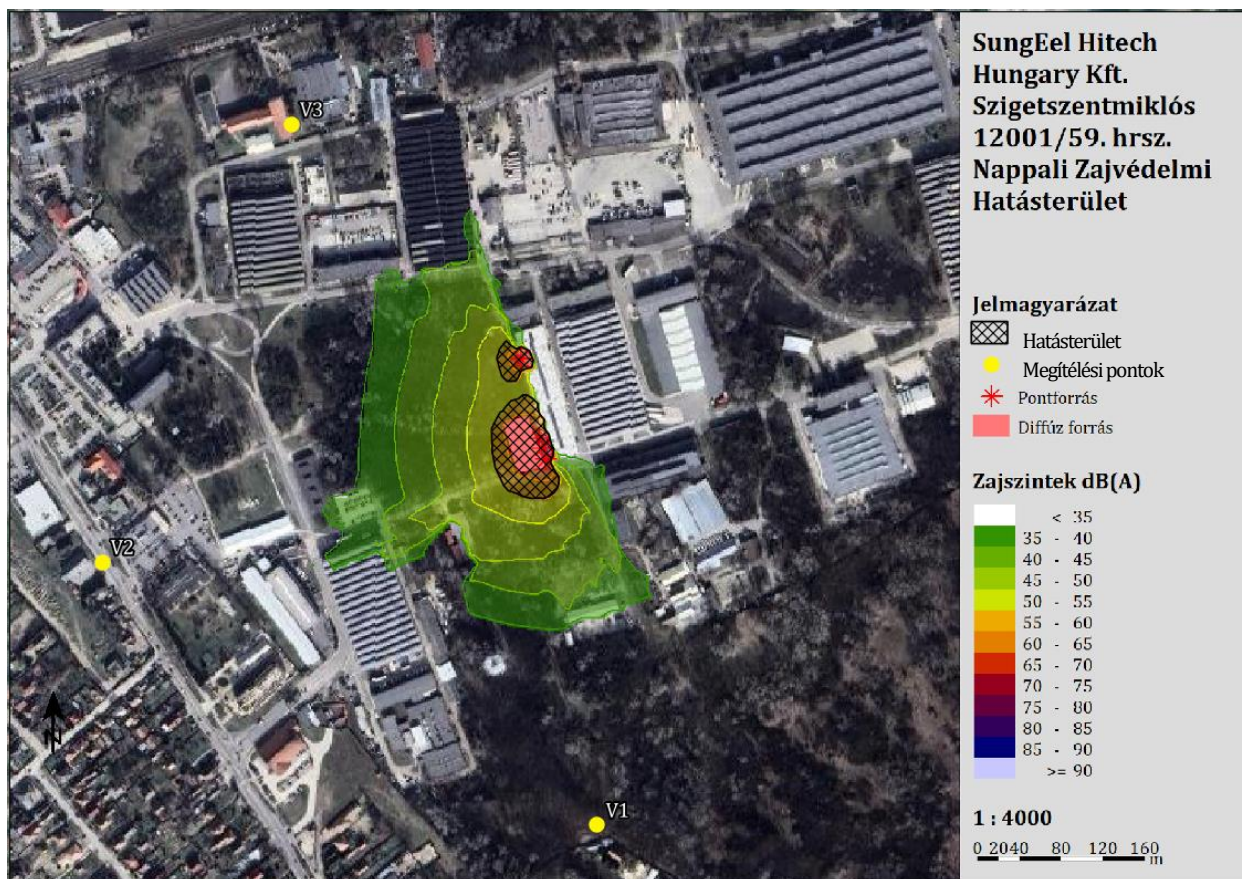 SungEel Hitech
Hungary Kft.
Szigetszentmiklós
12001/59. hrsz.
Nappali Zajvédelmi
Hatásterület
Jelmagyarázat
Hatásterület
Megítélési pontok
Pontforrás
Diffúz forrás
Zajszintek dB(A)
< 35
35 - 40
40 - 45
45 - 50
50 - 55
55 - 60
60 - 65
65 - 70
70 - 75
75 - 80
80 - 85
85 - 90
>= 90
1 : 4000
0 20 40 80 120 160
m
V3
V2
V1